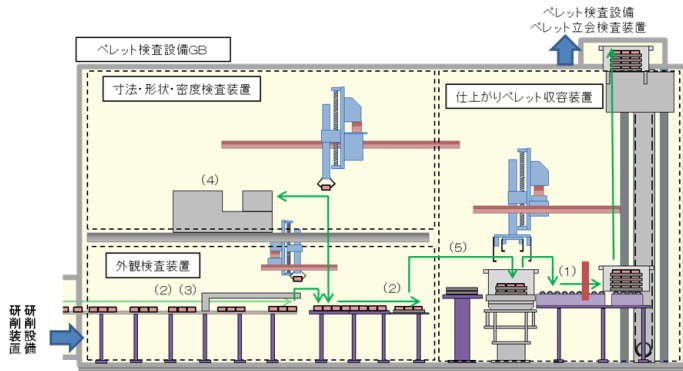 ペレット検査設備
ペレット立会検査装置
ペレット検査設備GB
寸法・形状・密度検査装置
仕上がりペレット収容装置
(4)
(5)
外観検査装置
(1)
(2) (3)
(2)
研削設備
研削装置